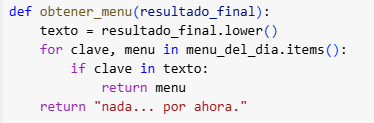 def obtener_menu(resultado_final):
    texto = resultado_final.lower()
    for clave, menu in menu_del_dia.items():
        if clave in texto:
            return menu
    return "nada... por ahora."